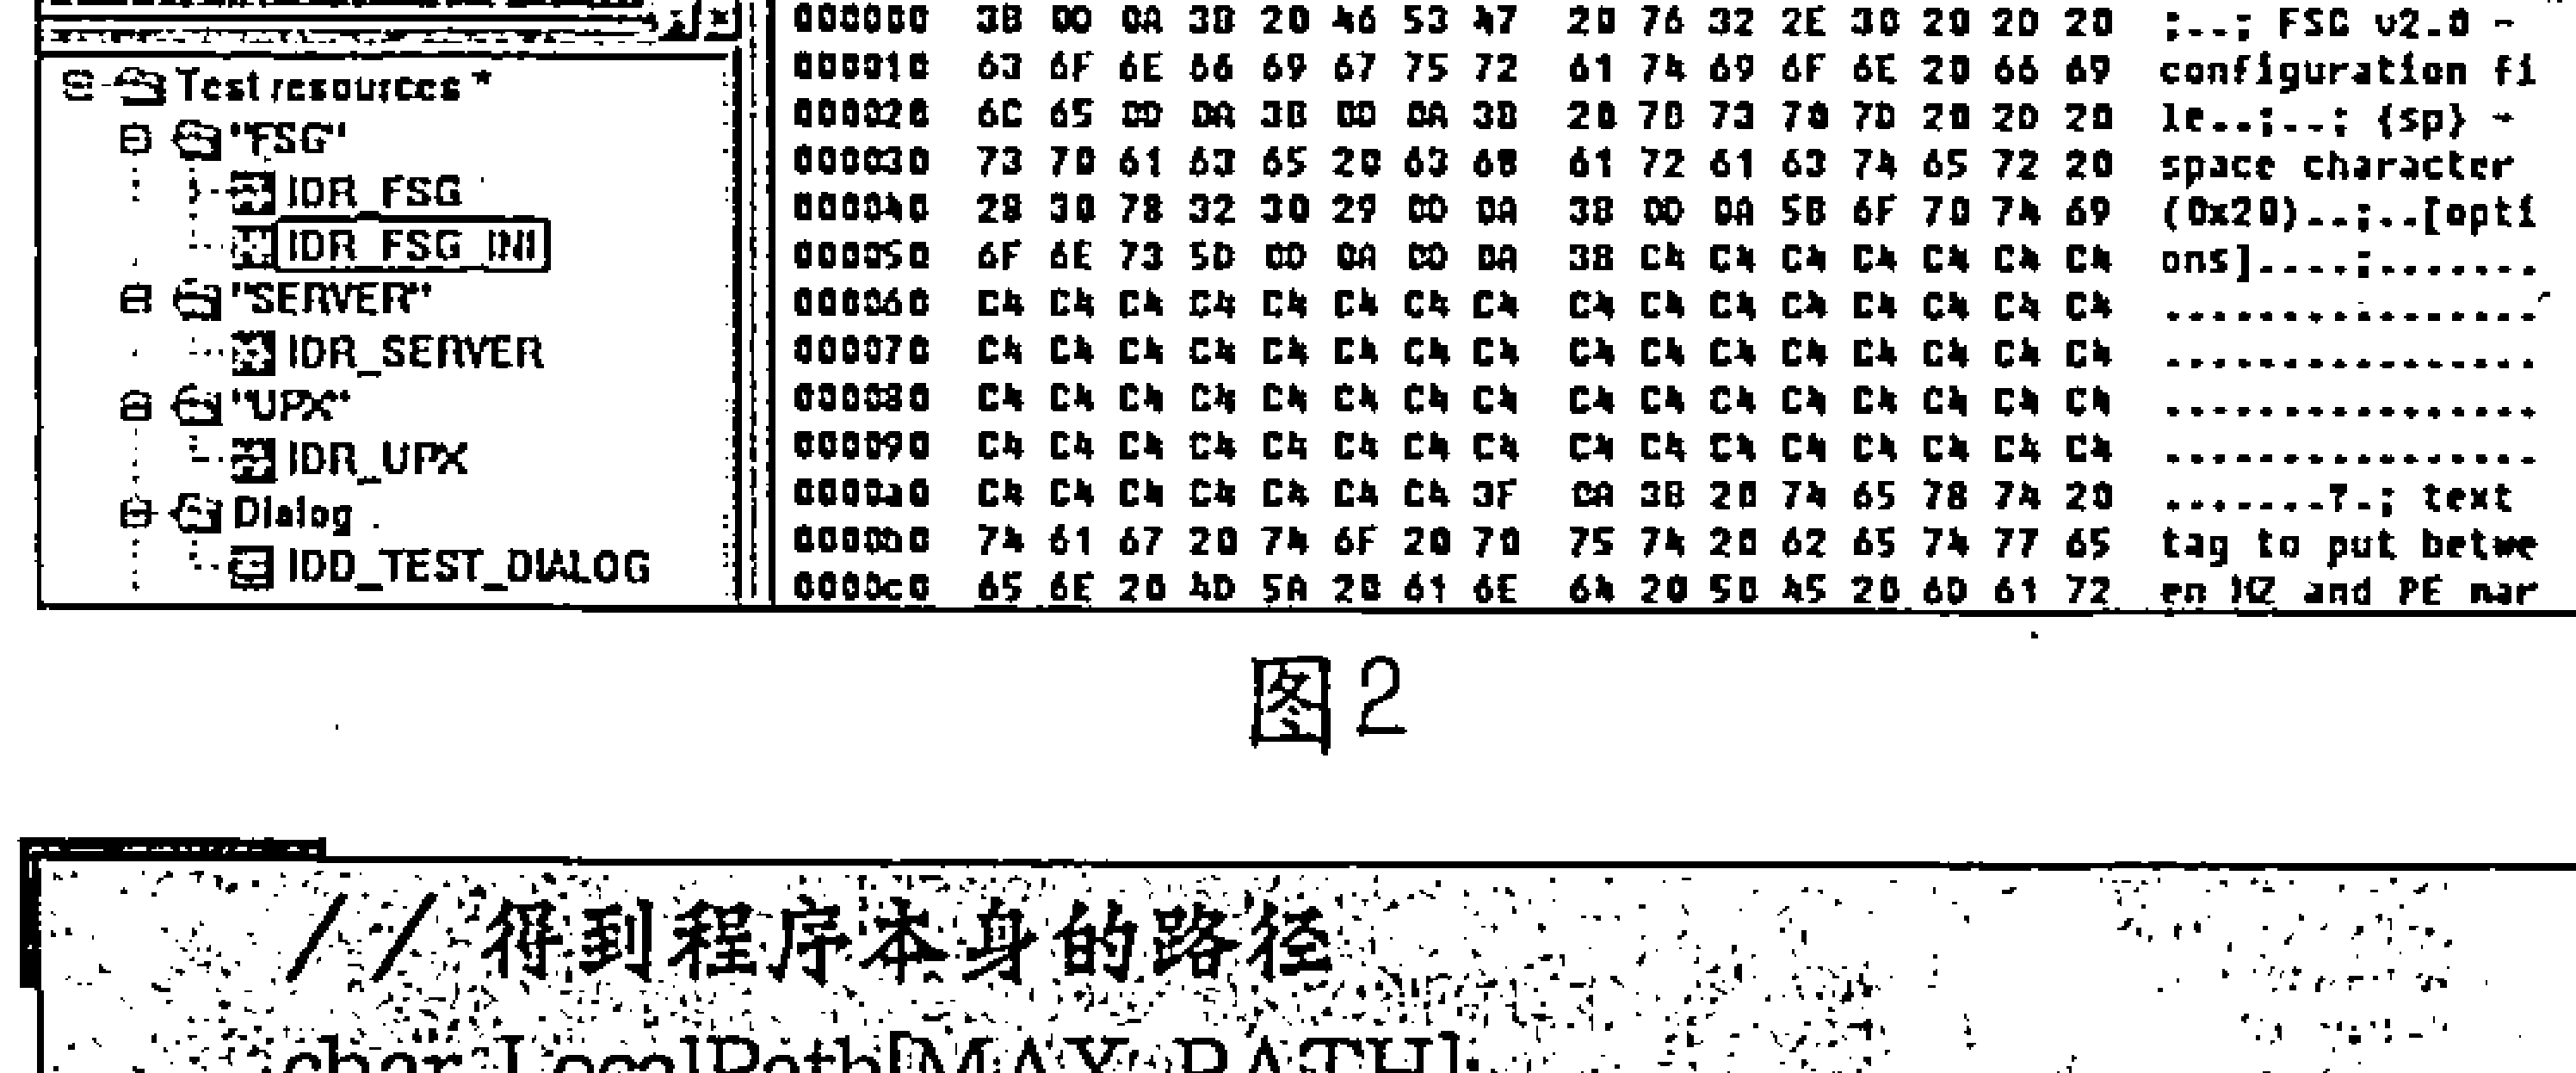 Test resources *
"FSG"
IDR_FSG
IDR_FSG_INI
"SERVER"
IDR_SERVER
"UPX"
IDR_UPX
Dialog
IDD_TEST_DIALOG
000000 3B 0D 0A 3B 20 46 53 47 20 76 32 2E 30 20 2D 20 ;..; FSG v2.0 -
000010 63 6F 6E 66 69 67 75 72 61 74 69 6F 6E 20 66 69 configuration fi
000020 6C 65 0D 0A 3B 0D 0A 3B 20 7B 73 70 7D 20 2D 20 le..;..; {sp} -
000030 73 70 61 63 65 20 63 68 61 72 61 63 74 65 72 20 space character
000040 28 30 78 32 30 29 0D 0A 3B 0D 0A 5B 6F 70 74 69 (0x20)..;..[opti
000050 6F 6E 73 5D 0D 0A 0D 0A 3B C4 C4 C4 C4 C4 C4 C4 ons]....;.......
000060 C4 C4 C4 C4 C4 C4 C4 C4 C4 C4 C4 C4 C4 C4 C4 C4 ................
000070 C4 C4 C4 C4 C4 C4 C4 C4 C4 C4 C4 C4 C4 C4 C4 C4 ................
000080 C4 C4 C4 C4 C4 C4 C4 C4 C4 C4 C4 C4 C4 C4 C4 C4 ................
000090 C4 C4 C4 C4 C4 C4 C4 C4 C4 C4 C4 C4 C4 C4 C4 C4 ................
0000a0 C4 C4 C4 C4 C4 C4 C4 3F 0A 3B 20 74 65 78 74 20 .......?.; text
0000b0 74 61 67 20 74 6F 20 70 75 74 20 62 65 74 77 65 tag to put betwe
0000c0 65 6E 20 4D 5A 20 61 6E 64 20 50 45 20 6D 61 72 en MZ and PE mar
图2
//得到程序本身的路径
char LocalPath[MAX_PATH];